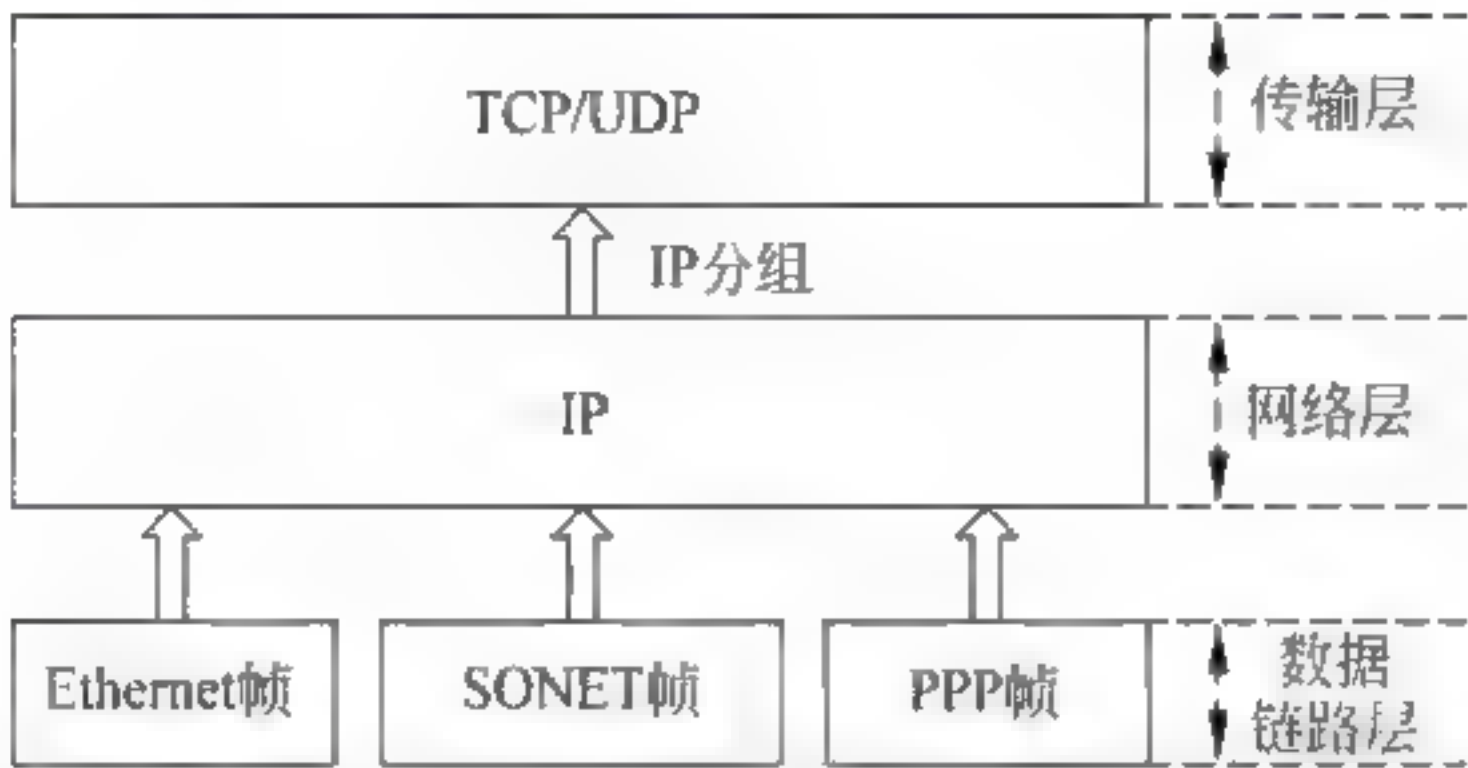 TCP/UDP
传输层
IP分组
IP
网络层
Ethernet帧
SONET帧
PPP帧
数据
链路层